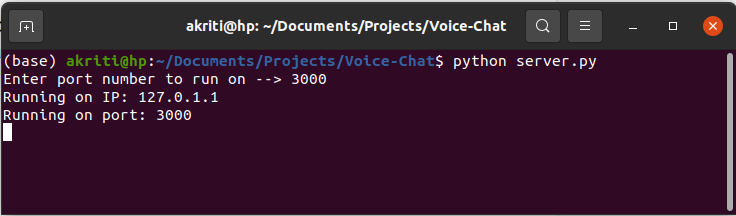 akriti@hp: ~/Documents/Projects/Voice-Chat
(base) akriti@hp:~/Documents/Projects/Voice-Chat$ python server.py
Enter port number to run on --> 3000
Running on IP: 127.0.1.1
Running on port: 3000